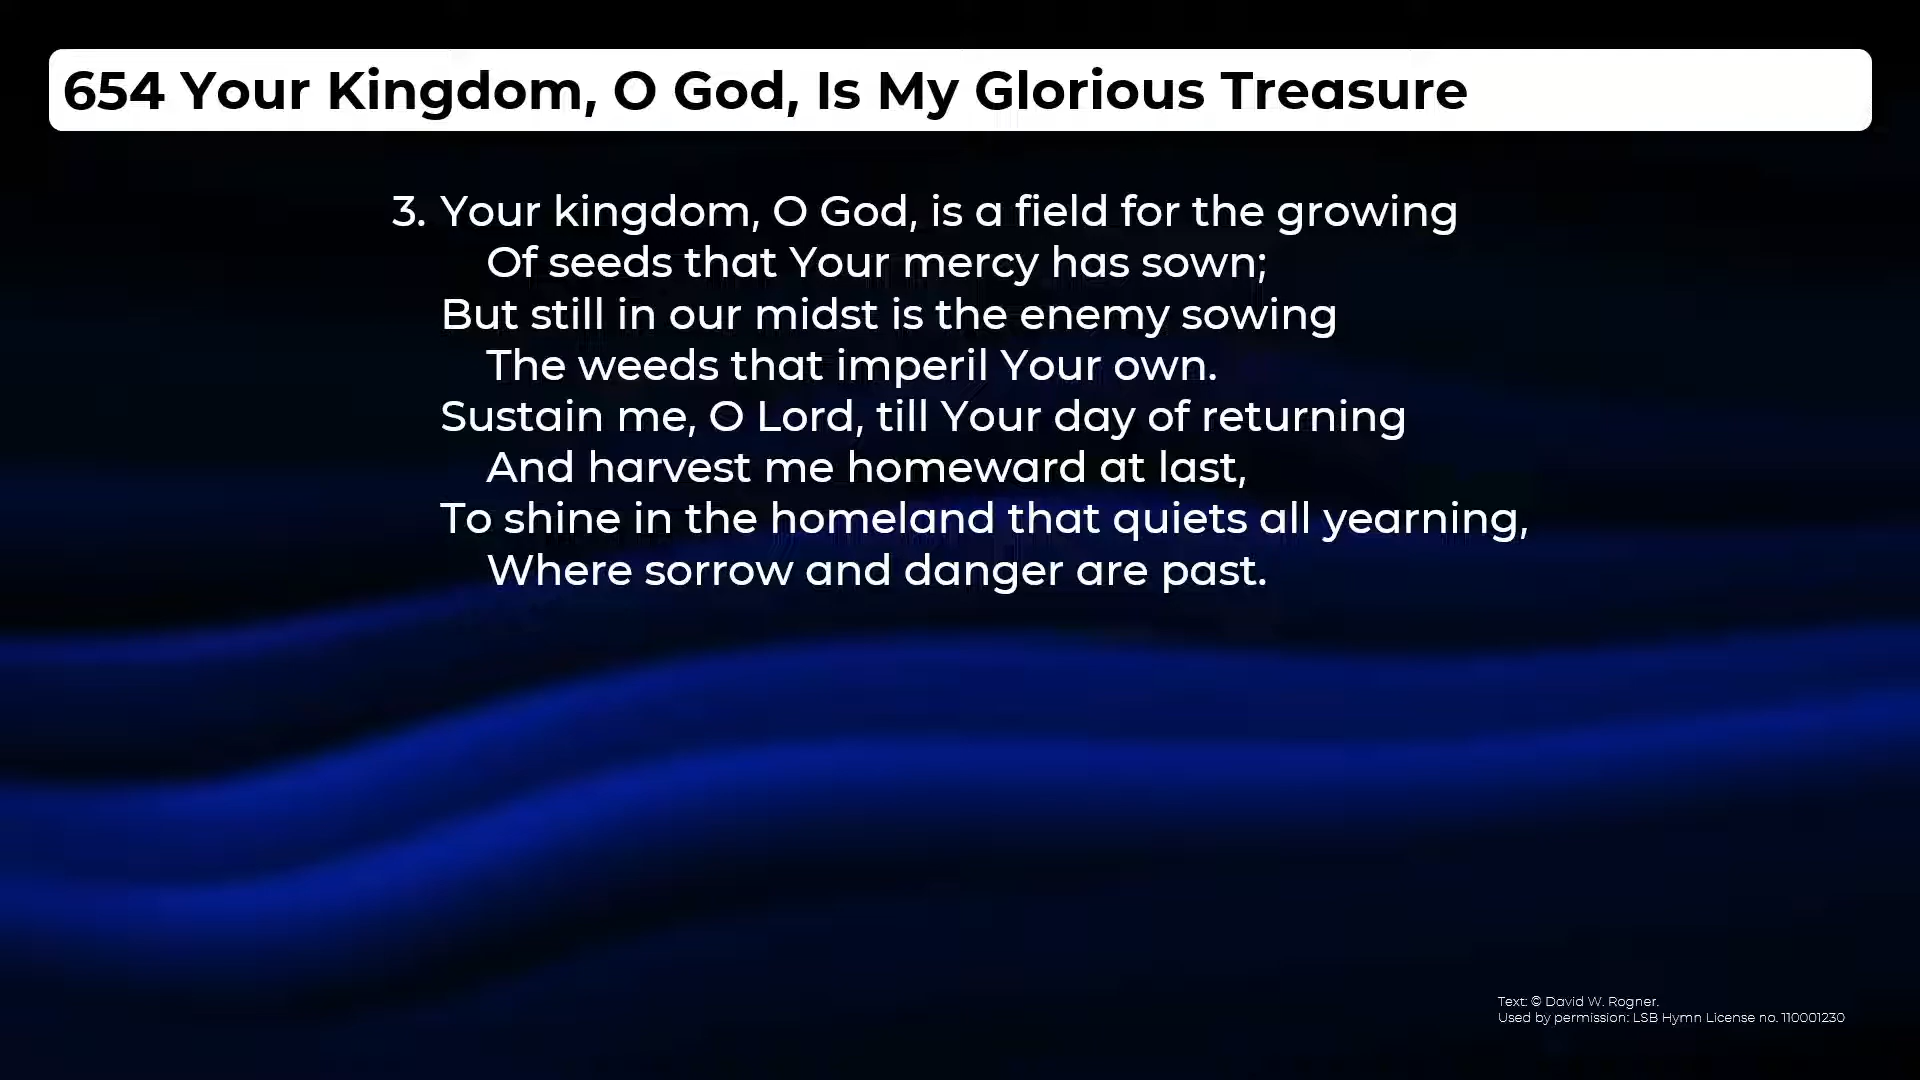 654 Your Kingdom, O God, Is My Glorious Treasure
3. Your kingdom, O God, is a field for the growing
Of seeds that Your mercy has sown;
But still in our midst is the enemy sowing
The weeds that imperil Your own.
Sustain me, O Lord, till Your day of returning
And harvest me homeward at last,
To shine in the homeland that quiets all yearning,
Where sorrow and danger are past.
Text: © David W. Rogner.
Used by permission: LSB Hymn License no. 110001230